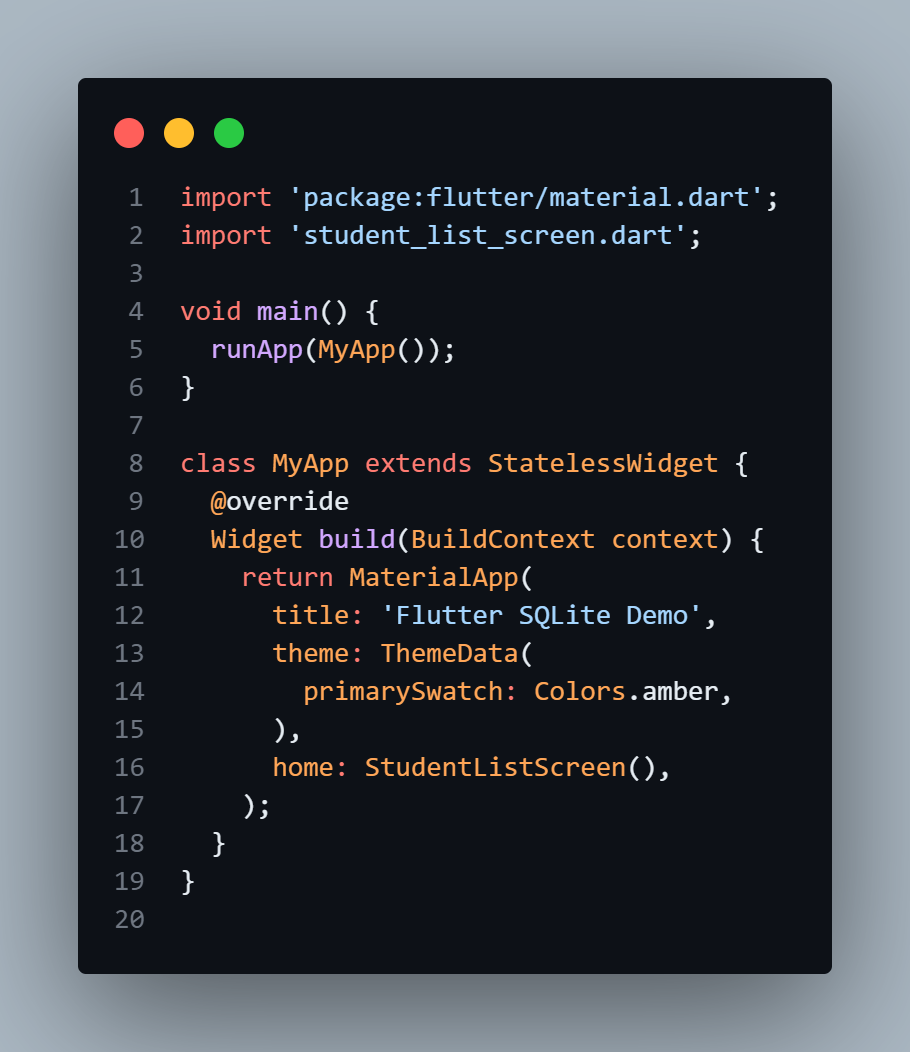 1 import 'package:flutter/material.dart';
2 import 'student_list_screen.dart';
3
4 void main() {
5   runApp(MyApp());
6 }
7
8 class MyApp extends StatelessWidget {
9   @override
10   Widget build(BuildContext context) {
11     return MaterialApp(
12       title: 'Flutter SQLite Demo',
13       theme: ThemeData(
14         primarySwatch: Colors.amber,
15       ),
16       home: StudentListScreen(),
17     );
18   }
19 }
20